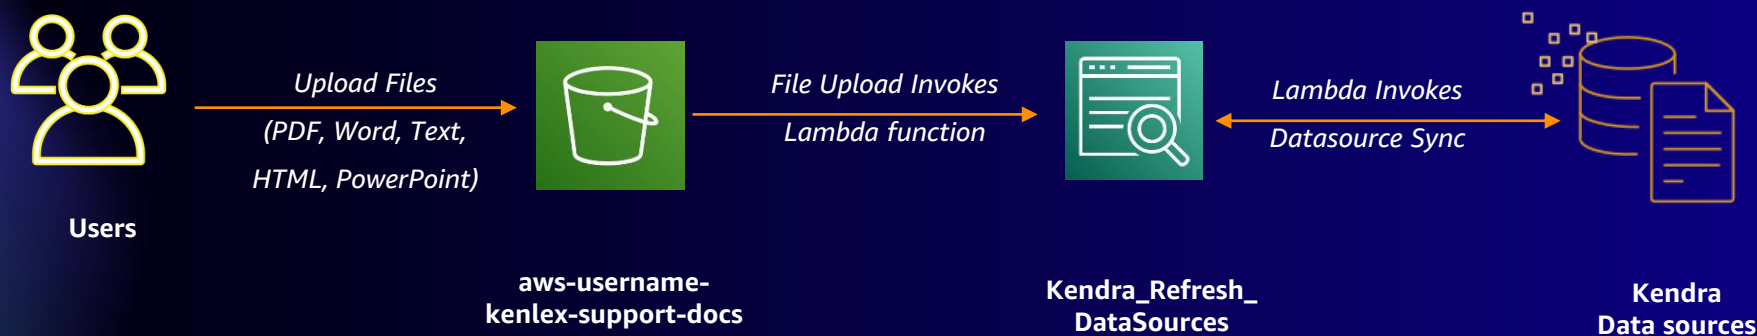 Upload Files
(PDF, Word, Text,
HTML, PowerPoint)
File Upload Invokes
Lambda function
Lambda Invokes
Datasource Sync
Users
aws-username-
kenlex-support-docs
Kendra_Refresh_
DataSources
Kendra
Data sources